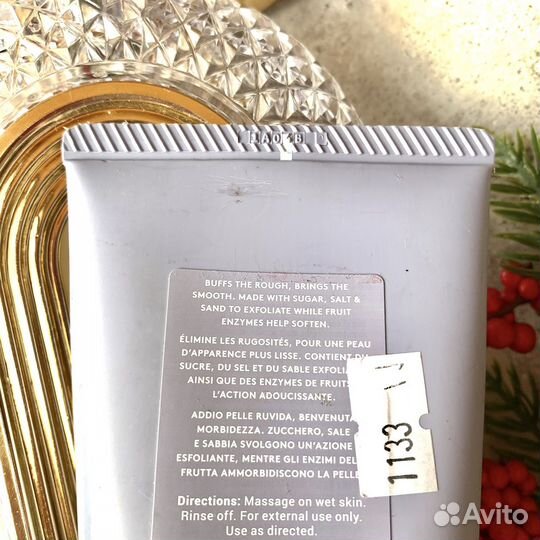 BUFFS THE ROUGH, BRINGS THE
SMOOTH. MADE WITH SUGAR, SALT &
SAND TO EXFOLIATE WHILE FRUIT
ENZYMES HELP SOFTEN.
ÉLIMINE LES RUGOSITÉS, POUR UNE PEAU
D'APPARENCE PLUS LISSE. CONTIENT DU
SUCRE, DU SEL ET DU SABLE EXFOL
AINSI QUE DES ENZYMES DE FRUITS
L'ACTION ADOUCISSANTE.
ADDIO PELLE RUVIDA, BENVENUTA
MORBIDEZZA. ZUCCHERO, SALE
E SABBIA SVOLGONO UN'AZIONE
ESFOLIANTE, MENTRE GLI ENZIMI DEL
FRUTTA AMMORBIDISCONO LA PELLE
Directions: Massage on wet skin.
Rinse off. For external use only.
Use as directed.
1133
Avito